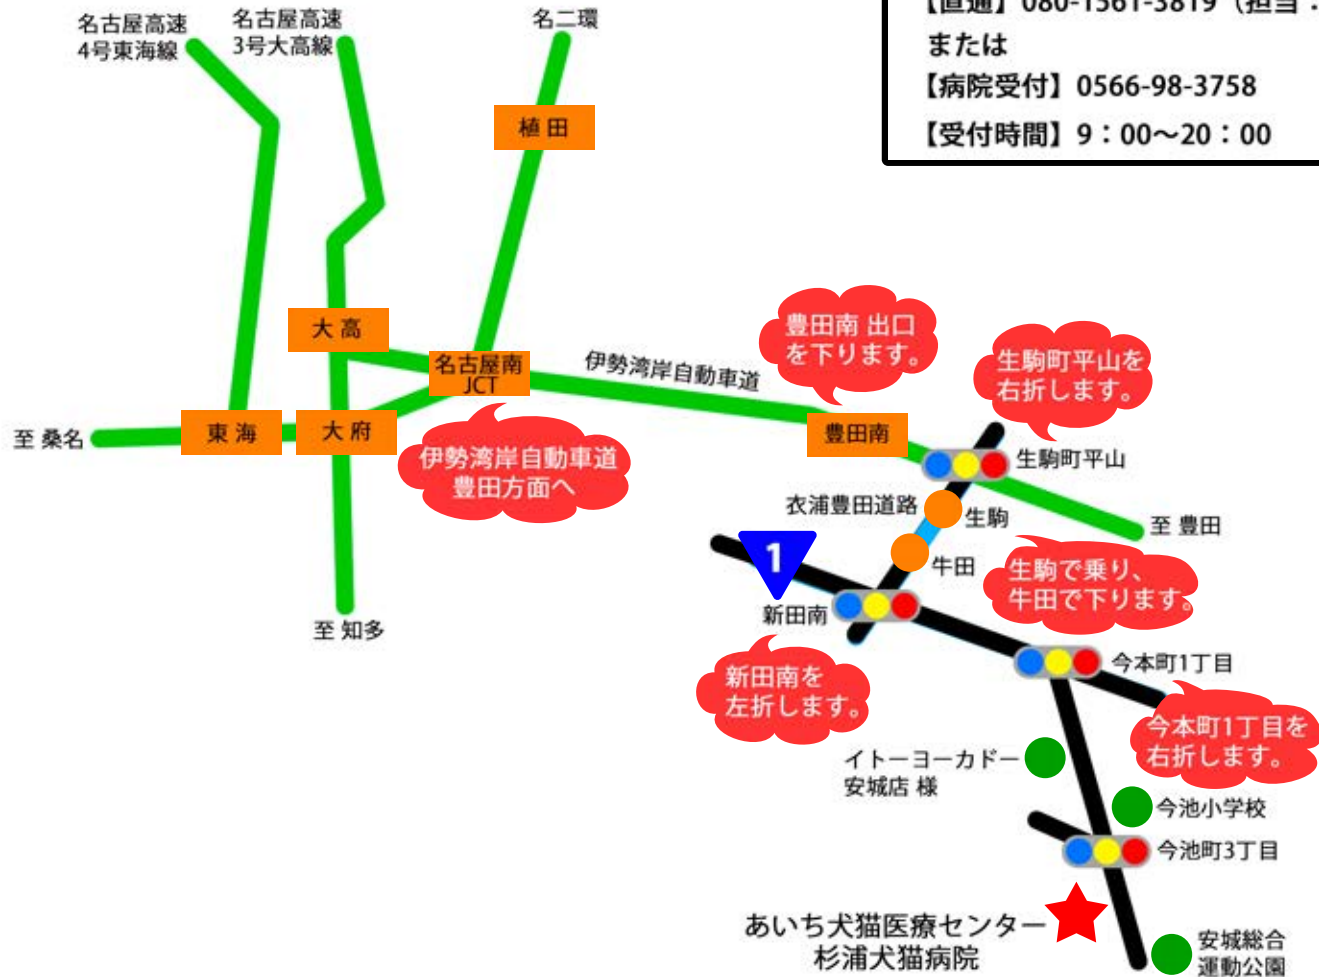 【直通】080-1561-3819（担当：
または
【病院受付】0566-98-3758
【受付時間】9：00～20：00
名古屋高速
4号東海線
名古屋高速
3号大高線
名二環
植田
大高
名古屋南
JCT
伊勢湾岸自動車道
豊田南 出口
を下ります。
生駒町平山を
右折します。
至 桑名
東海
大府
豊田南
伊勢湾岸自動車道
豊田方面へ
生駒町平山
衣浦豊田道路
生駒
至 豊田
1
牛田
生駒で乗り、
牛田で下ります。
新田南
至 知多
今本町1丁目
新田南を
左折します。
今本町1丁目を
右折します。
イトーヨーカドー
安城店 様
今池小学校
今池町3丁目
あいち犬猫医療センター
杉浦犬猫病院
安城総合
運動公園